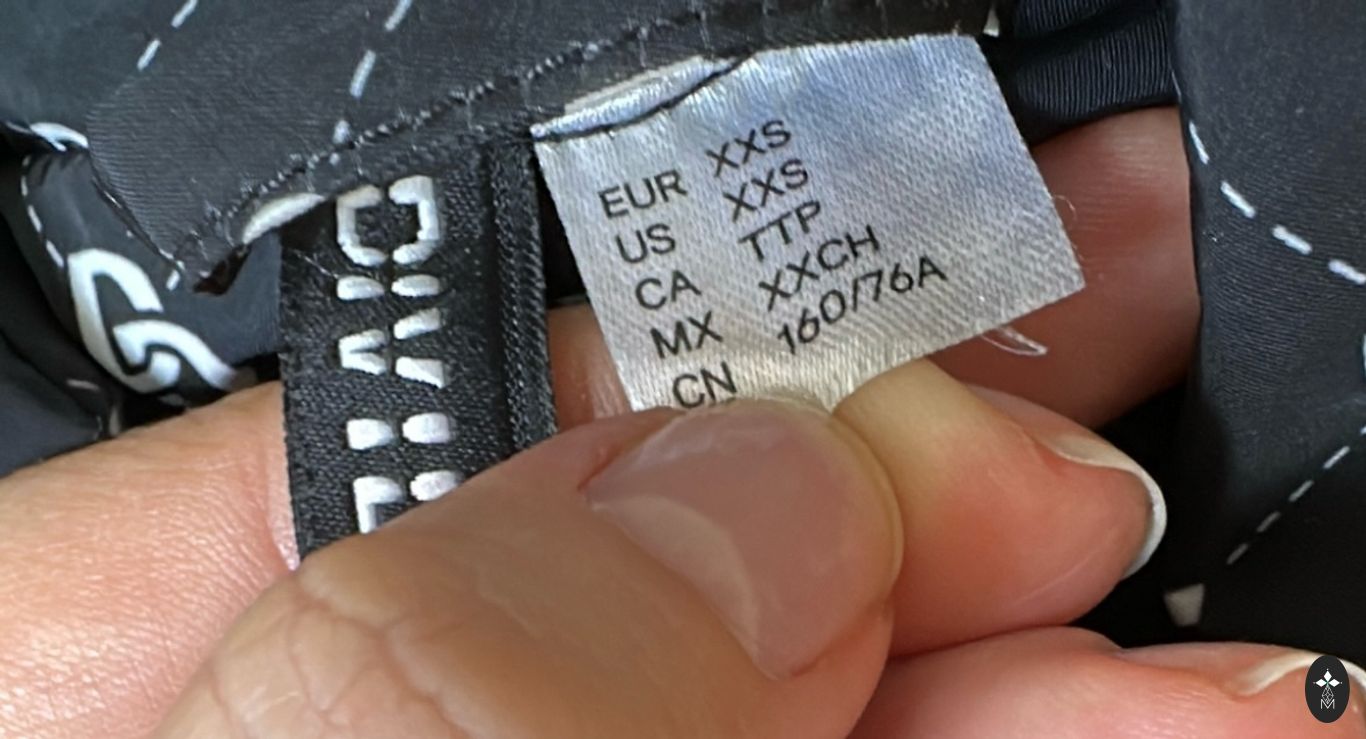 EUR XXS
US XXS
CA TTP
MX XXCH
CN 160/76A
M